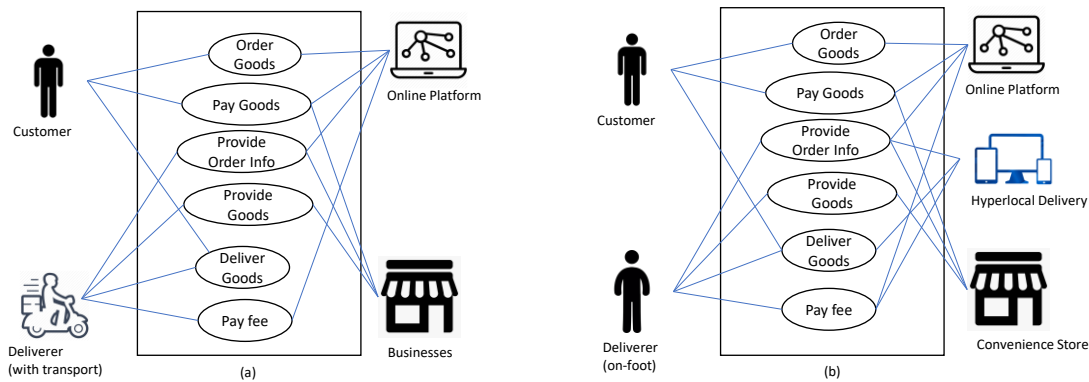 Order
Goods
Pay Goods
Provide
Order Info
Provide
Goods
Deliver
Goods
Pay fee
Customer
Deliverer
(with transport)
Online Platform
Businesses
(a)
Order
Goods
Pay Goods
Provide
Order Info
Provide
Goods
Deliver
Goods
Pay fee
Customer
Deliverer
(on-foot)
Online Platform
Hyperlocal Delivery
Convenience Store
(b)